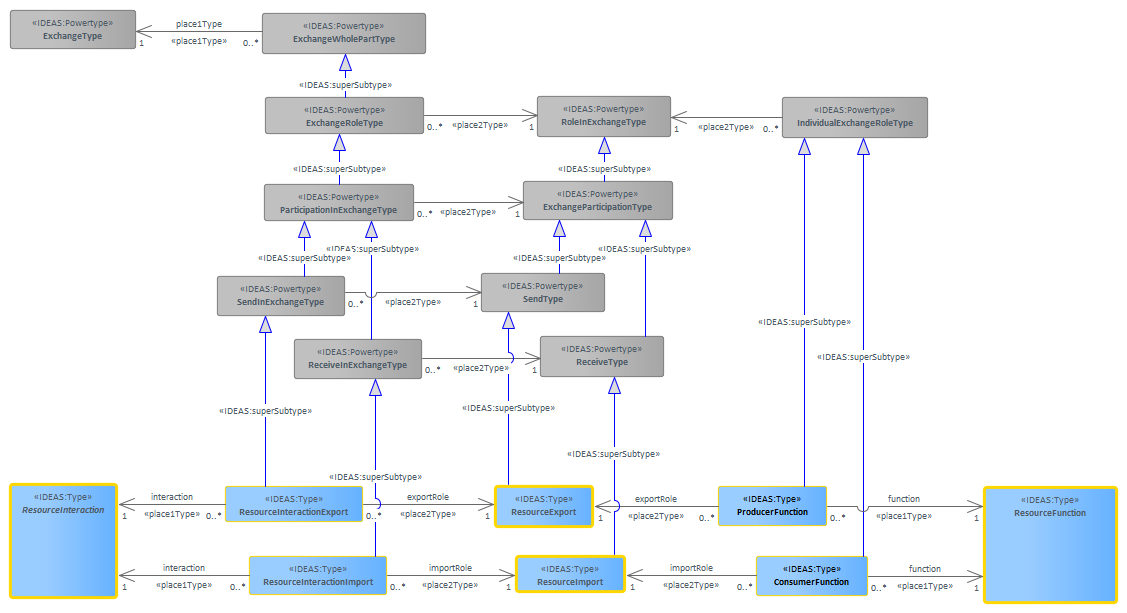 «IDEAS:Powertype»
ExchangeType
place1Type
1
«place1Type»
0..*
«IDEAS:Powertype»
ExchangeWholePartType
«IDEAS:superSubtype»
«IDEAS:Powertype»
ExchangeRoleType
0..*
«place2Type»
1
«IDEAS:Powertype»
RoleInExchangeType
1
«place2Type»
0..*
«IDEAS:Powertype»
IndividualExchangeRoleType
«IDEAS:superSubtype»
«IDEAS:superSubtype»
«IDEAS:Powertype»
ParticipationInExchangeType
0..*
«place2Type»
1
«IDEAS:Powertype»
ExchangeParticipationType
«IDEAS:superSubtype»
«IDEAS:superSubtype»
«IDEAS:superSubtype»
«IDEAS:superSubtype»
«IDEAS:Powertype»
SendInExchangeType
0..*
«place2Type»
1
«IDEAS:Powertype»
SendType
«IDEAS:superSubtype»
«IDEAS:Powertype»
ReceiveInExchangeType
0..*
«place2Type»
1
«IDEAS:Powertype»
ReceiveType
«IDEAS:superSubtype»
«IDEAS:superSubtype»
«IDEAS:superSubtype»
«IDEAS:superSubtype»
«IDEAS:superSubtype»
«IDEAS:Type»
ResourceInteraction
interaction
1
«place1Type»
0..*
«IDEAS:Type»
ResourceInteractionExport
exportRole
0..*
«place2Type»
1
«IDEAS:Type»
ResourceExport
exportRole
1
«place2Type»
0..*
«IDEAS:Type»
ProducerFunction
function
0..*
«place1Type»
1
«IDEAS:Type»
ResourceFunction
interaction
1
«place1Type»
0..*
«IDEAS:Type»
ResourceInteractionImport
importRole
0..*
«place2Type»
1
«IDEAS:Type»
ResourceImport
importRole
1
«place2Type»
0..*
«IDEAS:Type»
ConsumerFunction
function
0..*
«place1Type»
1